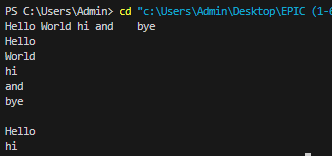 PS C:\Users\Admin> cd "c:\Users\Admin\Desktop\EPIC (1-6
Hello World hi and    bye
Hello
World
hi
and
bye

Hello
hi